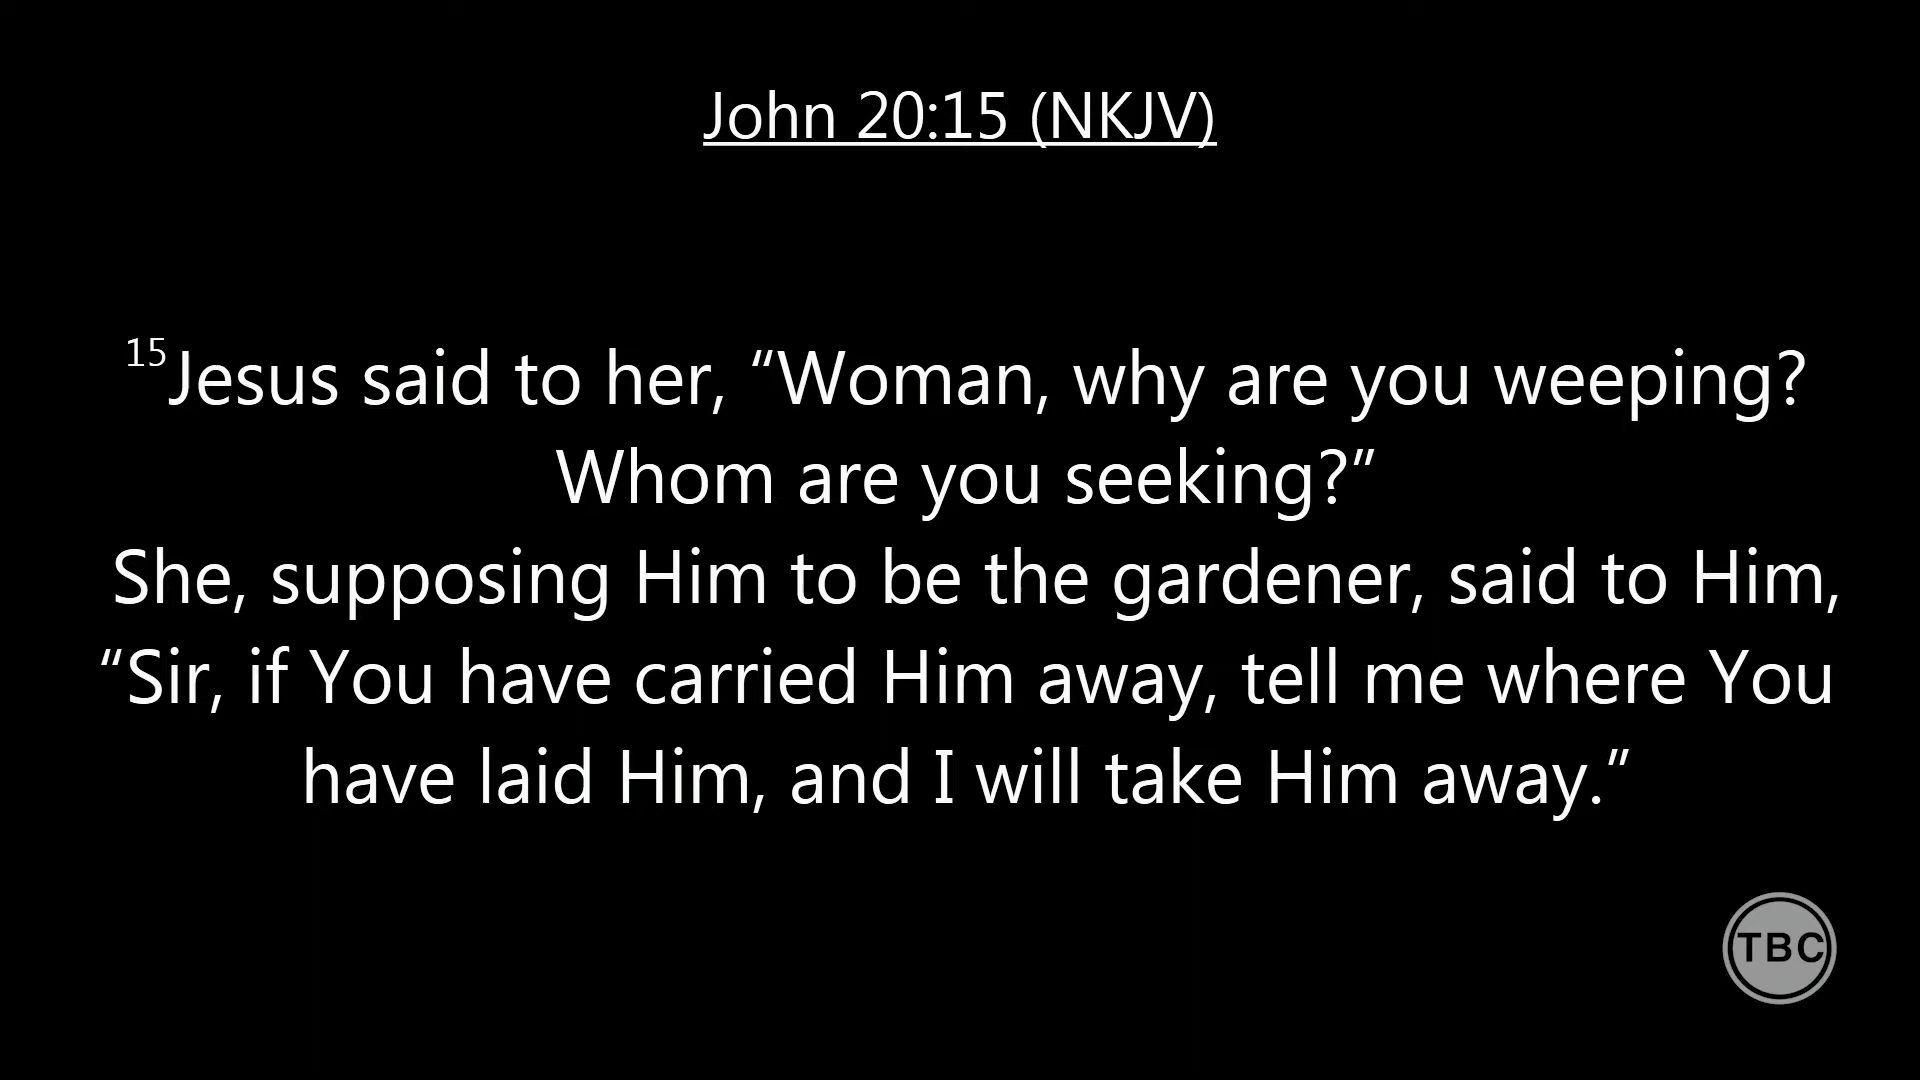 John 20:15 (NKJV)
15Jesus said to her, “Woman, why are you weeping?
Whom are you seeking?”
She, supposing Him to be the gardener, said to Him,
“Sir, if You have carried Him away, tell me where You
have laid Him, and I will take Him away.”
TBC